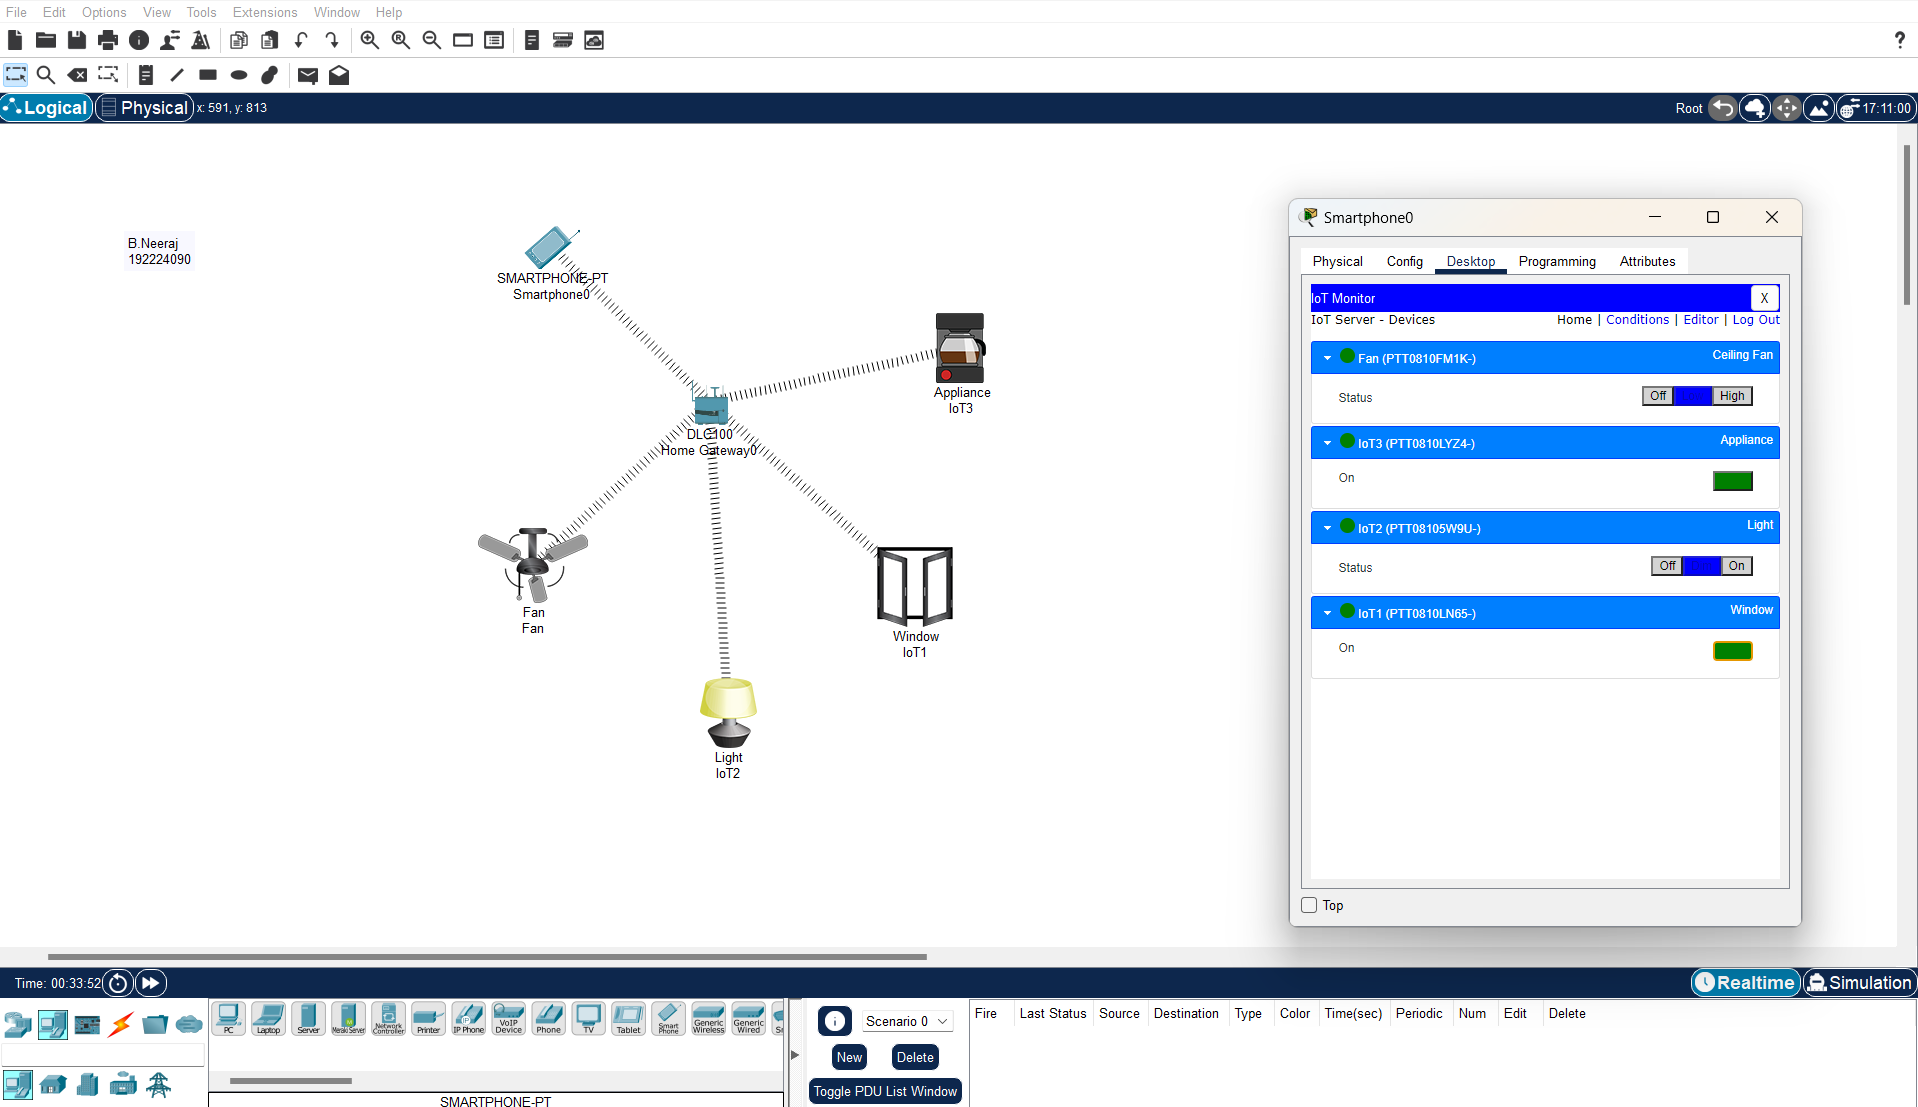 File Edit Options View Tools Extensions Window Help
?
Logical Physical x: 591, y: 813 Root 17:11:00
B.Neeraj
192224090
SMARTPHONE-PT
Smartphone0
Appliance
IoT3
DLC100
Home Gateway0
Fan
Fan
Window
IoT1
Light
IoT2
Smartphone0
Physical Config Desktop Programming Attributes
IoT Monitor X
IoT Server - Devices Home | Conditions | Editor | Log Out
Fan (PTT0810FM1K-) Ceiling Fan
Status Off High
IoT3 (PTT0810LYZ4-) Appliance
On
IoT2 (PTT08105W9U-) Light
Status Off On
IoT1 (PTT0810LN65-) Window
On
Top
Time: 00:33:52 Realtime Simulation
PC Laptop Server Meraki Server Network Controller Printer IP Phone VoIP Device Phone TV Tablet Smart Phone Generic Wireless Generic Wired
SMARTPHONE-PT
Scenario 0
New Delete
Toggle PDU List Window
Fire Last Status Source Destination Type Color Time(sec) Periodic Num Edit Delete